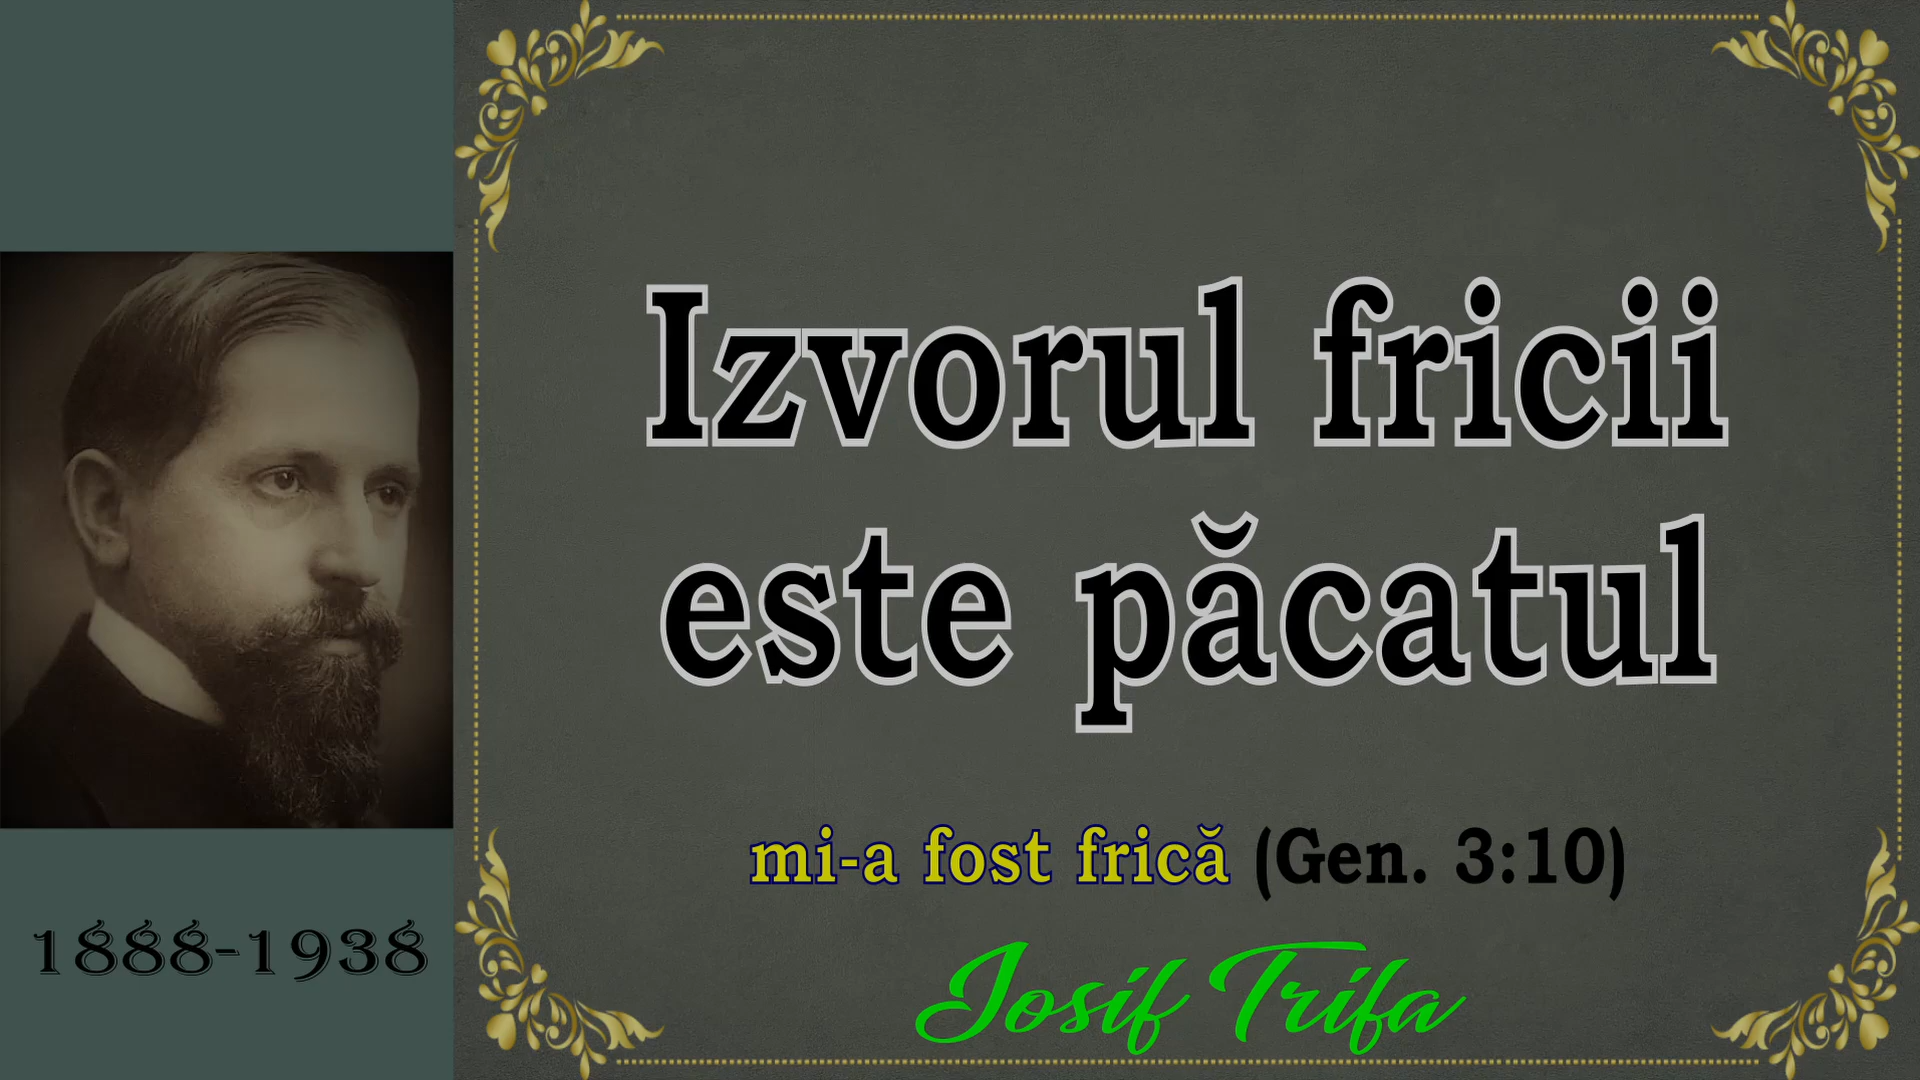 Izvorul fricii
este păcatul
mi-a fost frică (Gen. 3:10)
1888-1938
Iosif Trifa